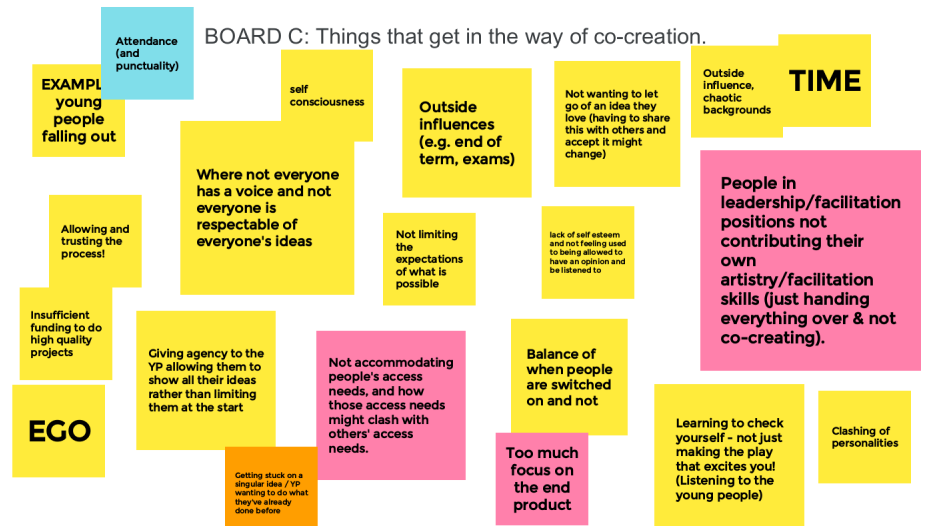 BOARD C: Things that get in the way of co-creation.
Attendance
(and
punctuality)
EXAMPL
young
people
falling out
self
consciousness
Where not everyone
has a voice and not
everyone is
respectable of
everyone's ideas
Outside
influences
(e.g. end of
term, exams)
Not wanting to let
go of an idea they
love (having to share
this with others and
accept it might
change)
Outside
influence,
chaotic
backgrounds
TIME
People in
leadership/facilitation
positions not
contributing their
own
artistry/facilitation
skills (just handing
everything over & not
co-creating).
Allowing and
trusting the
process!
Not limiting
the
expectations
of what is
possible
lack of self esteem
and not feeling used
to being allowed to
have an opinion and
be listened to
Insufficient
funding to do
high quality
projects
Giving agency to the
YP allowing them to
show all their ideas
rather than limiting
them at the start
Not accommodating
people's access
needs, and how
those access needs
might clash with
others' access
needs.
Balance of
when people
are switched
on and not
EGO
Getting stuck on a
singular idea / YP
wanting to do what
they've already
done before
Too much
focus on
the end
product
Learning to check
yourself - not just
making the play
that excites you!
(Listening to the
young people)
Clashing of
personalities